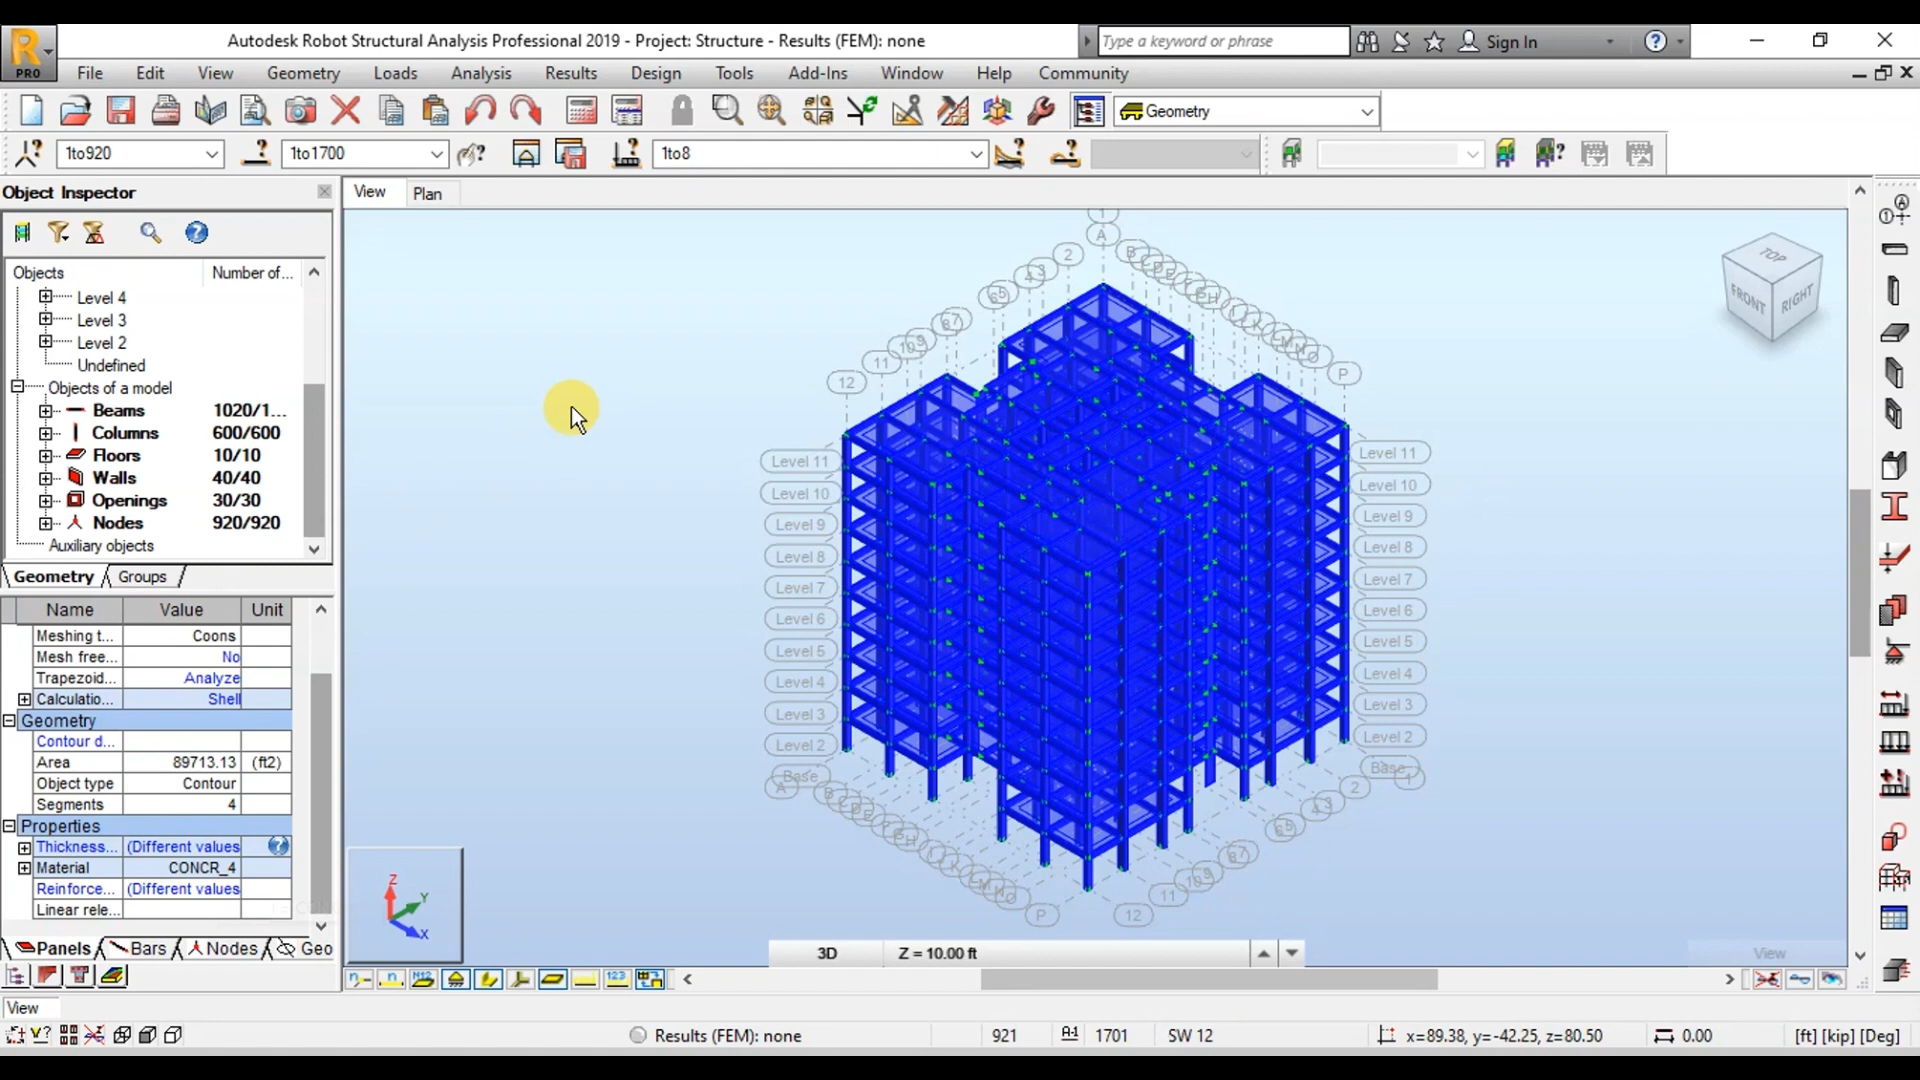 Autodesk Robot Structural Analysis Professional 2019 - Project: Structure - Results (FEM): none
Type a keyword or phrase
Sign In
PRO
File Edit View Geometry Loads Analysis Results Design Tools Add-Ins Window Help Community
Geometry
1to920
1to1700
1to8
Object Inspector
View
Plan
Objects
Number of...
Level 4
Level 3
Level 2
Undefined
Objects of a model
Beams 1020/1...
Columns 600/600
Floors 10/10
Walls 40/40
Openings 30/30
Nodes 920/920
Auxiliary objects
Geometry
Groups
Name Value Unit
Meshing t... Coons
Mesh free... No
Trapezoid... Analyze
Calculatio... Shell
Geometry
Contour d...
Area 89713.13 (ft2)
Object type Contour
Segments 4
Properties
Thickness... (Different values
Material CONCR_4
Reinforce... (Different values
Linear rele...
Panels
Bars
Nodes
Geo
TOP
FRONT
RIGHT
1
A
2
12
11
P
Level 11
Level 10
Level 9
Level 8
Level 7
Level 6
Level 5
Level 4
Level 3
Level 2
Base
A
Level 11
Level 10
Level 9
Level 8
Level 7
Level 6
Level 5
Level 4
Level 3
Level 2
Base
1
2
11
12
P
Z
Y
X
3D
Z = 10.00 ft
View
View
Results (FEM): none
921
1701
SW 12
x=89.38, y=-42.25, z=80.50
0.00
[ft] [kip] [Deg]